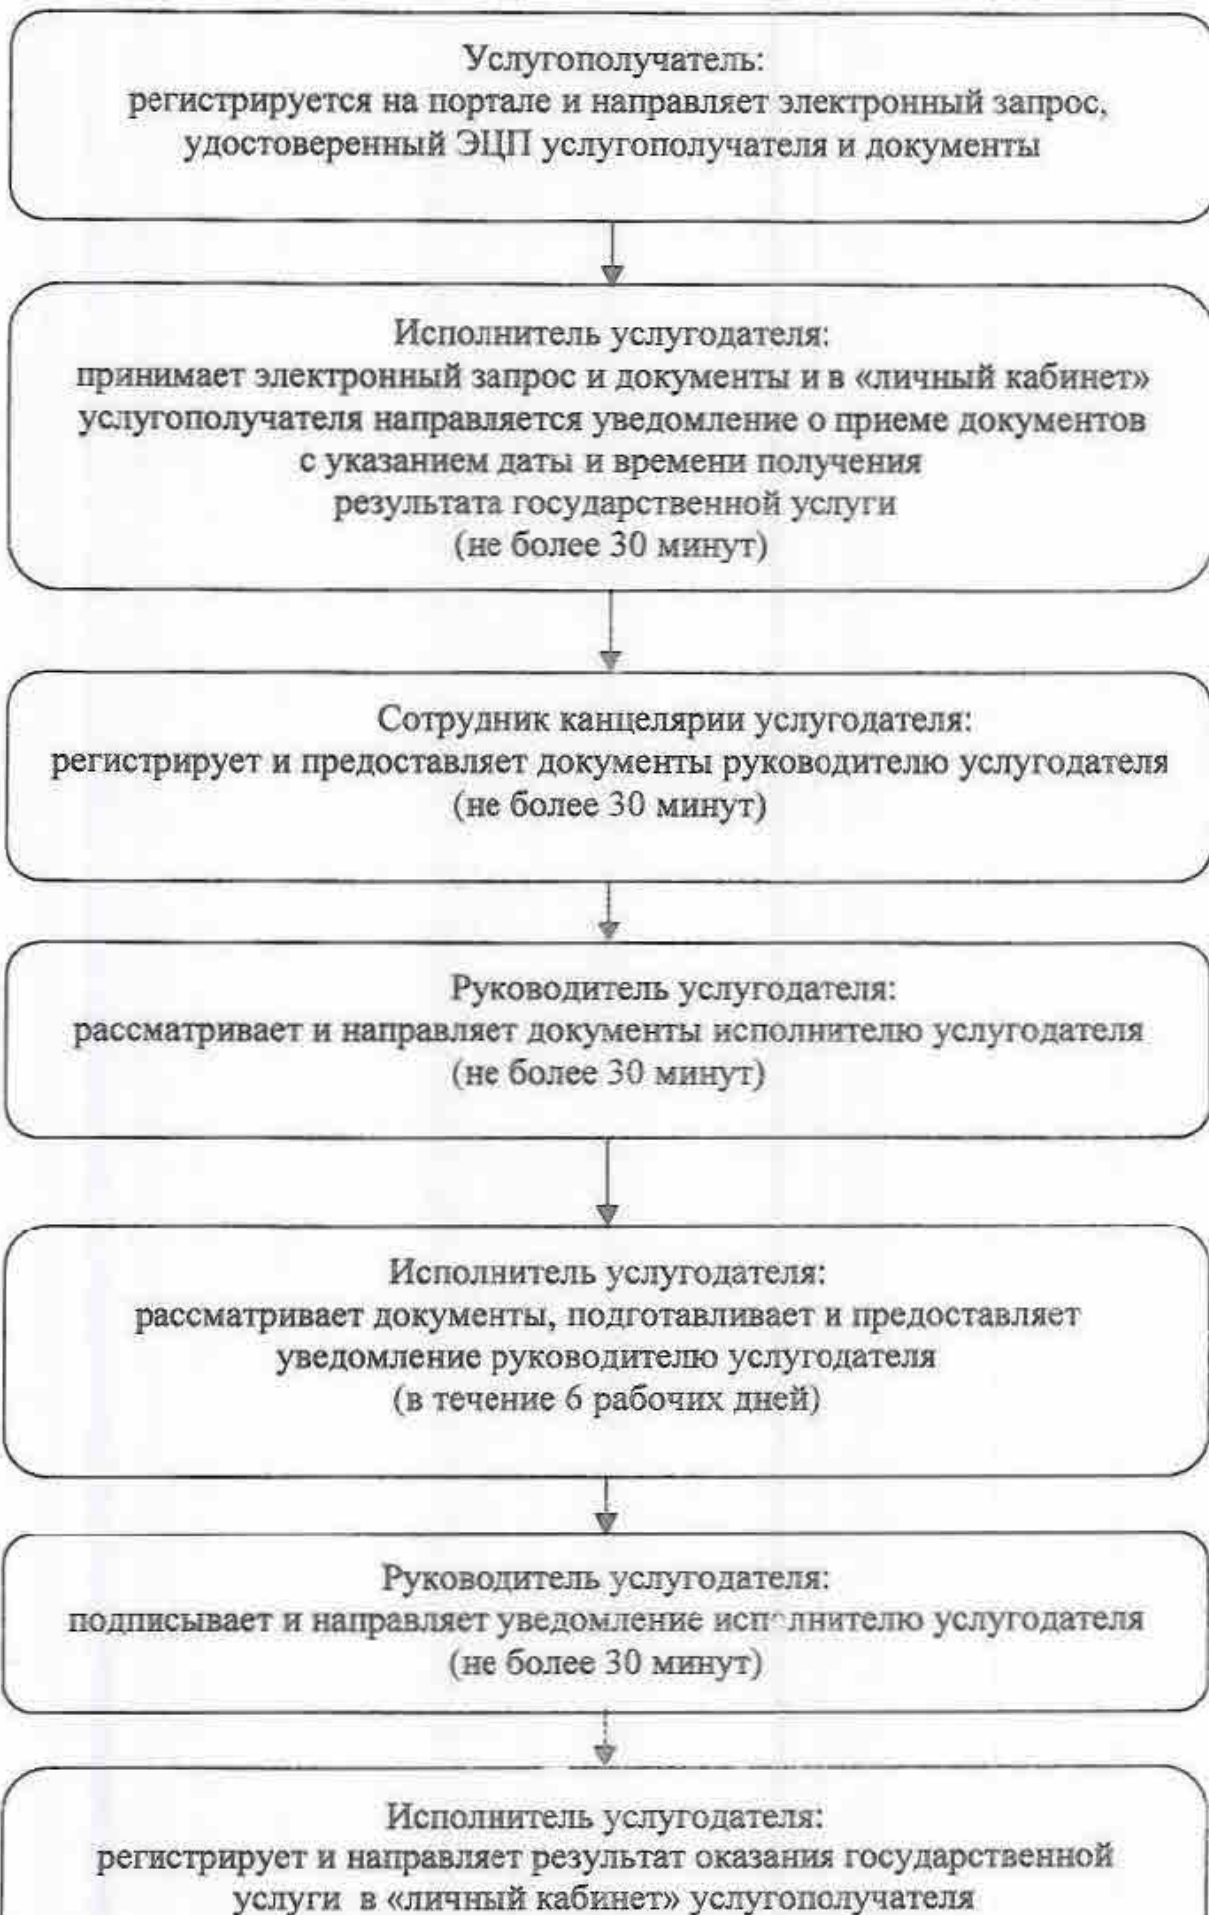 Услугополучатель:
регистрируется на портале и направляет электронный запрос,
удостоверенный ЭЦП услугополучателя и документы
Исполнитель услугодателя:
принимает электронный запрос и документы и в «личный кабинет»
услугополучателя направляется уведомление о приеме документов
с указанием даты и времени получения
результата государственной услуги
(не более 30 минут)
Сотрудник канцелярии услугодателя:
регистрирует и предоставляет документы руководителю услугодателя
(не более 30 минут)
Руководитель услугодателя:
рассматривает и направляет документы исполнителю услугодателя
(не более 30 минут)
Исполнитель услугодателя:
рассматривает документы, подготавливает и предоставляет
уведомление руководителю услугодателя
(в течение 6 рабочих дней)
Руководитель услугодателя:
подписывает и направляет уведомление исполнителю услугодателя
(не более 30 минут)
Исполнитель услугодателя:
регистрирует и направляет результат оказания государственной
услуги в «личный кабинет» услугополучателя